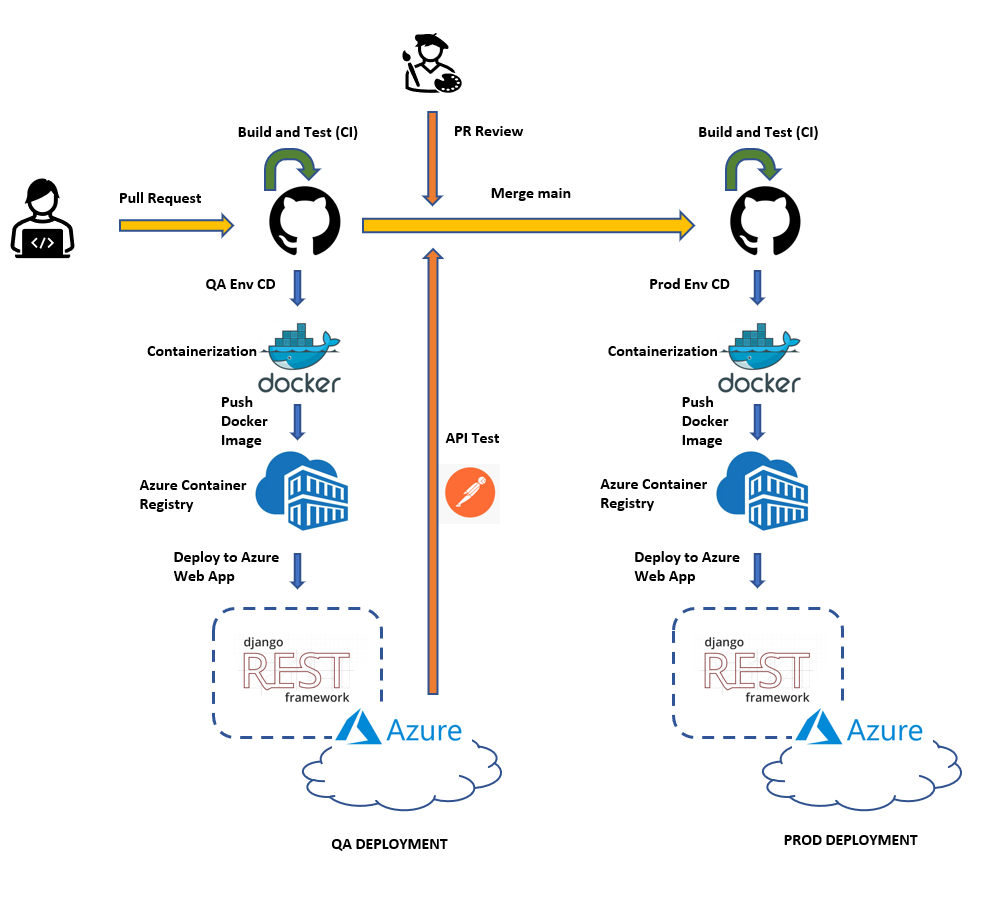 Build and Test (CI)
PR Review
Build and Test (CI)
Pull Request
Merge main
</>
QA Env CD
Prod Env CD
Containerization
docker
Containerization
docker
Push
Docker
Image
Push
Docker
Image
API Test
Azure Container
Registry
Azure Container
Registry
Deploy to Azure
Web App
Deploy to Azure
Web App
django
REST
framework
django
REST
framework
Azure
Azure
QA DEPLOYMENT
PROD DEPLOYMENT